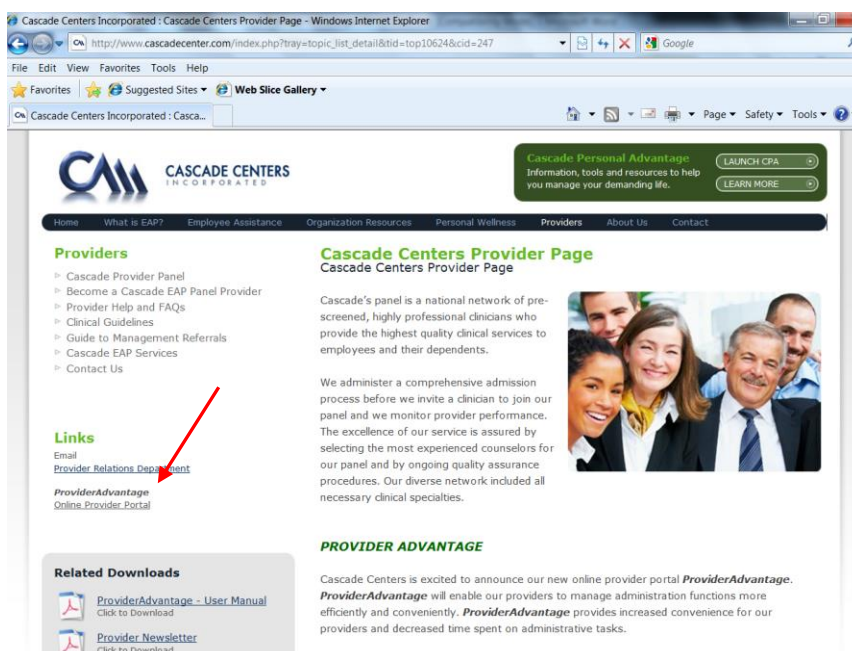 Cascade Centers Incorporated : Cascade Centers Provider Page - Windows Internet Explorer
http://www.cascadecenter.com/index.php?tray=topic_list_detail&tid=top10624&cid=247
Google
File Edit View Favorites Tools Help
Favorites Suggested Sites Web Slice Gallery
Cascade Centers Incorporated : Casca...
Page Safety Tools
CASCADE CENTERS
INCORPORATED
Cascade Personal Advantage
Information, tools and resources to help
you manage your demanding life.
LAUNCH CPA
LEARN MORE
Home What is EAP? Employee Assistance Organization Resources Personal Wellness Providers About Us Contact
Providers
Cascade Provider Panel
Become a Cascade EAP Panel Provider
Provider Help and FAQs
Clinical Guidelines
Guide to Management Referrals
Cascade EAP Services
Contact Us
Links
Email
Provider Relations Department
ProviderAdvantage
Online Provider Portal
Related Downloads
ProviderAdvantage - User Manual
Click to Download
Provider Newsletter
Click to Download
Cascade Centers Provider Page
Cascade Centers Provider Page
Cascade's panel is a national network of pre-
screened, highly professional clinicians who
provide the highest quality clinical services to
employees and their dependents.
We administer a comprehensive admission
process before we invite a clinician to join our
panel and we monitor provider performance.
The excellence of our service is assured by
selecting the most experienced counselors for
our panel and by ongoing quality assurance
procedures. Our diverse network included all
necessary clinical specialties.
PROVIDER ADVANTAGE
Cascade Centers is excited to announce our new online provider portal ProviderAdvantage.
ProviderAdvantage will enable our providers to manage administration functions more
efficiently and conveniently. ProviderAdvantage provides increased convenience for our
providers and decreased time spent on administrative tasks.